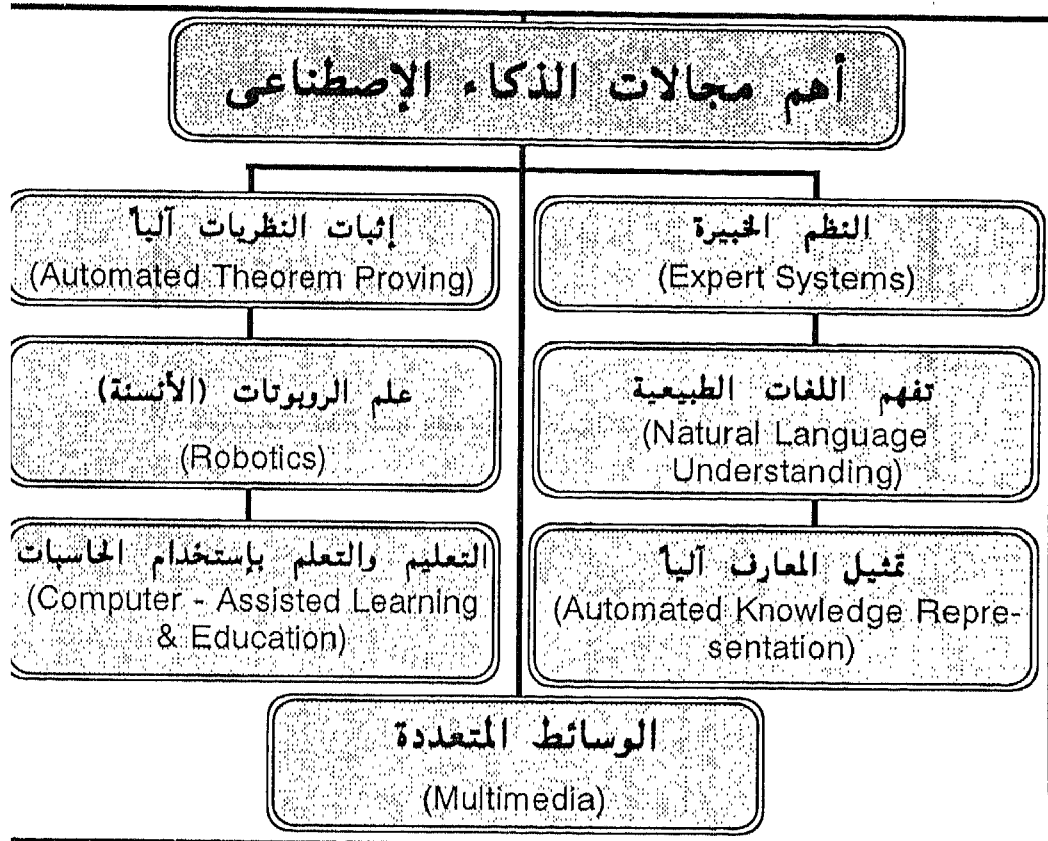 أهم مجالات الذكاء الإصطناعى
النظم الخبيرة
(Expert Systems)
إثبات النظريات آلياً
(Automated Theorem Proving)
تفهم اللغات الطبيعية
(Natural Language
Understanding)
علم الروبوتات (الأنسنة)
(Robotics)
تمثيل المعارف آلياً
(Automated Knowledge Repre-
sentation)
التعليم والتعلم بإستخدام الحاسبات
(Computer - Assisted Learning
& Education)
الوسائط المتعددة
(Multimedia)